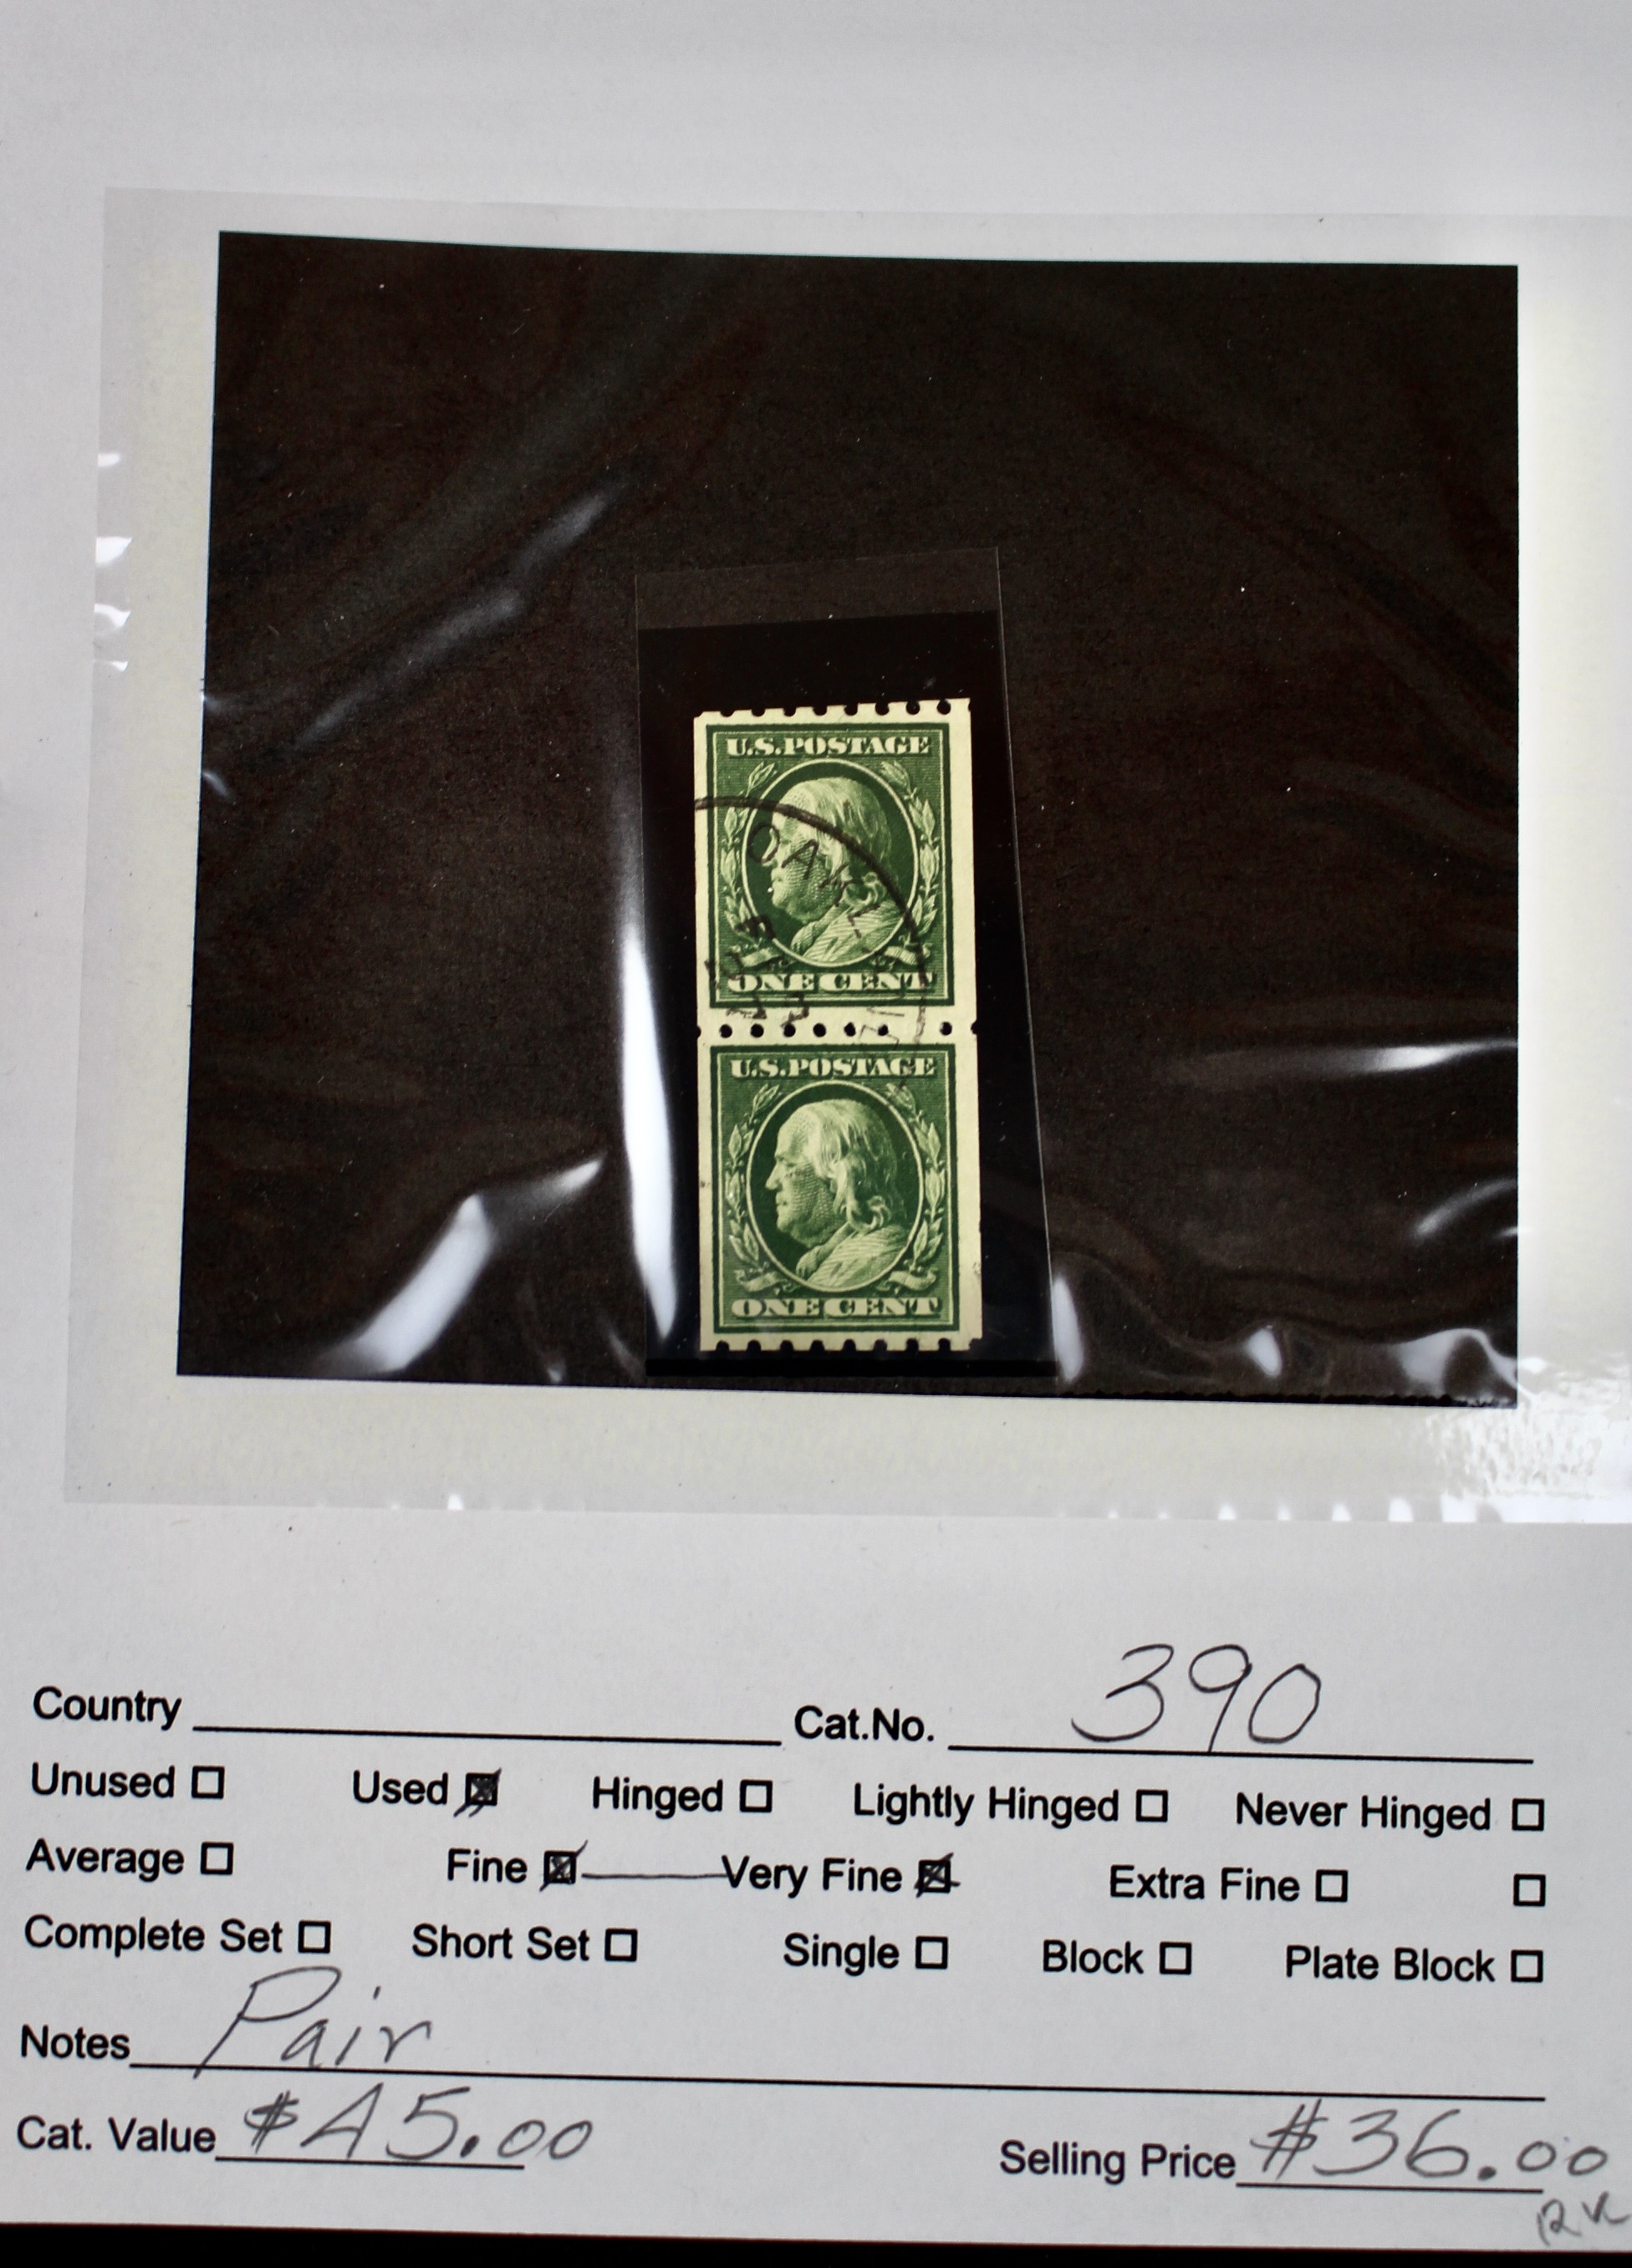 U.S.POSTAGE
OAKL
ONE CENT
U.S.POSTAGE
ONE CENT
Country Cat.No. 390
Unused Used Hinged Lightly Hinged Never Hinged
Average Fine Very Fine Extra Fine
Complete Set Short Set Single Block Plate Block
Notes Pair
Cat. Value $45.00 Selling Price $36.00
RK